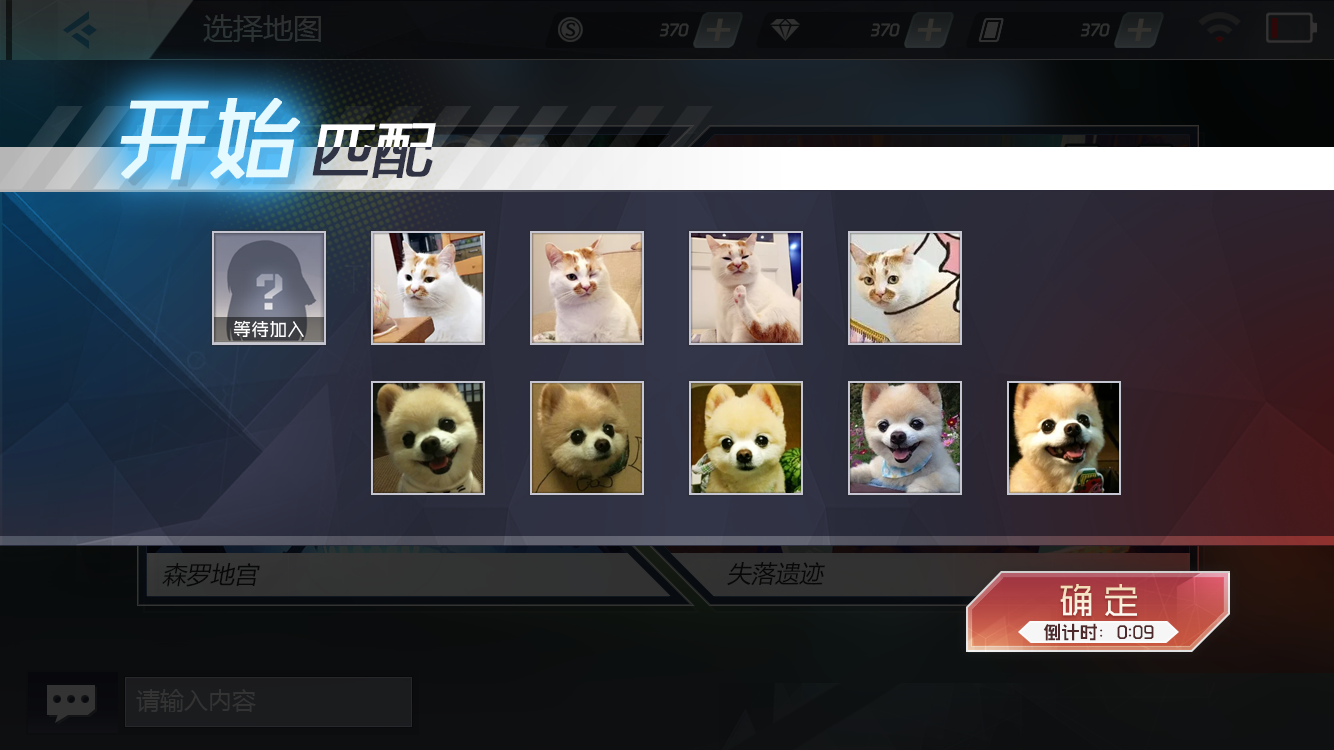 选择地图
370
370
370
开始 匹配
?
等待加入
森罗地宫
失落遗迹
确定
倒计时: 0:09
请输入内容